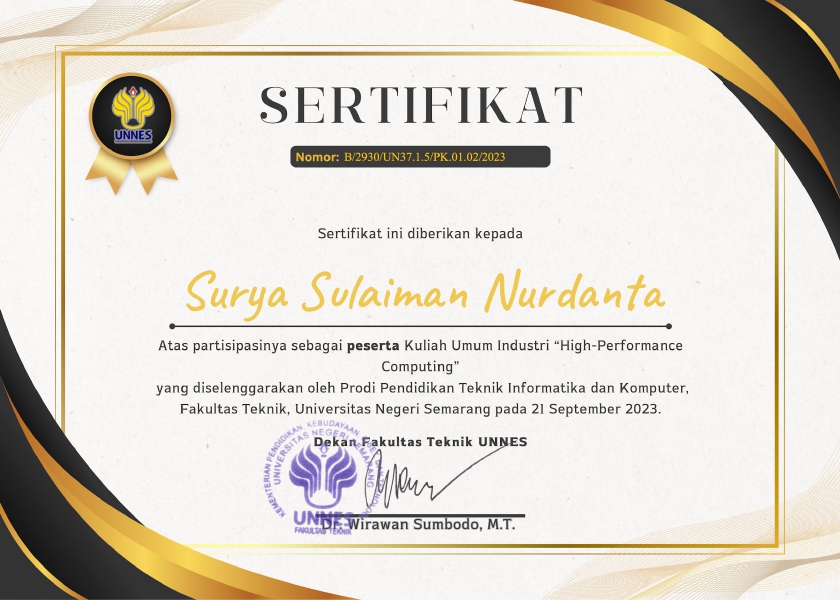 UNNES
SERTIFIKAT
Nomor: B/2930/UN37.1.5/PK.01.02/2023
Sertifikat ini diberikan kepada
Surya Sulaiman Nurdanta
Atas partisipasinya sebagai peserta Kuliah Umum Industri “High-Performance
Computing”
yang diselenggarakan oleh Prodi Pendidikan Teknik Informatika dan Komputer,
Fakultas Teknik, Universitas Negeri Semarang pada 21 September 2023.
Dekan Fakultas Teknik UNNES
KEMENTERIAN PENDIDIKAN, KEBUDAYAAN
UNIVERSITAS NEGERI SEMARANG
UNNES
FAKULTAS TEKNIK
Dr. Wirawan Sumbodo, M.T.